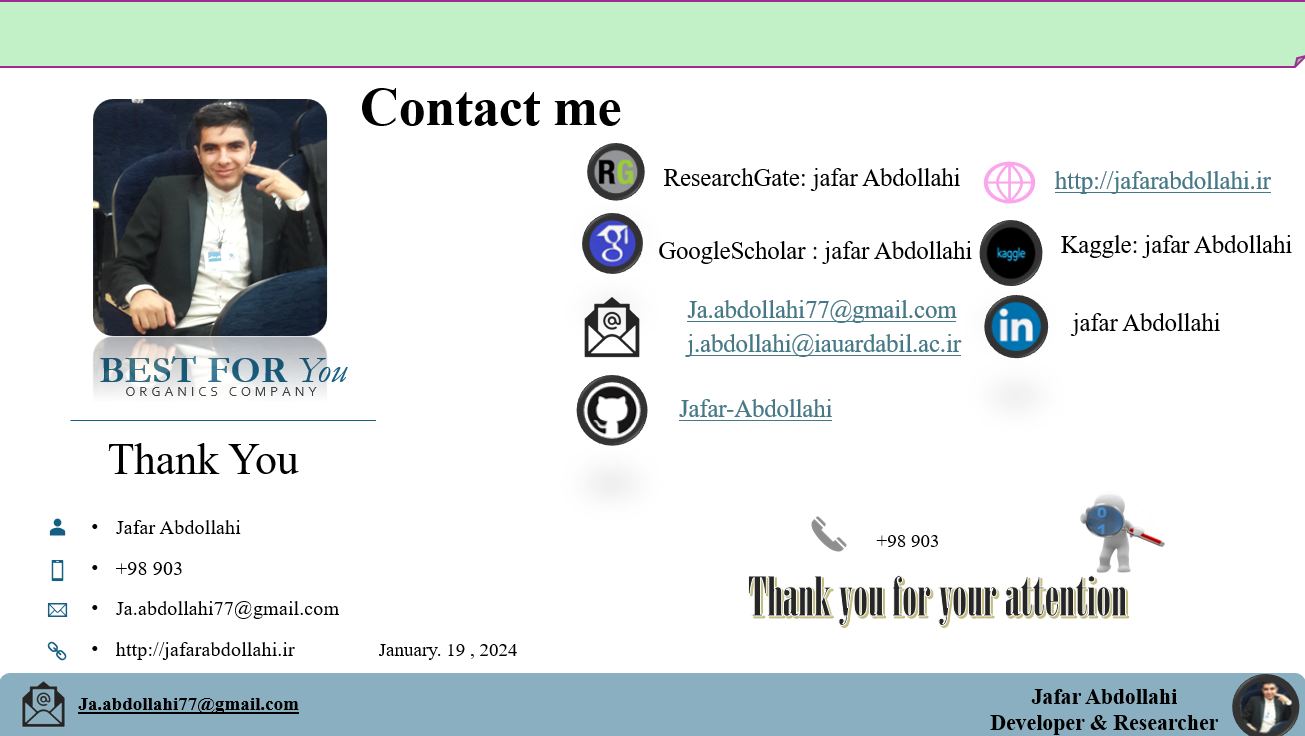 Contact me
RG
ResearchGate: jafar Abdollahi
http://jafarabdollahi.ir
g
GoogleScholar : jafar Abdollahi
kaggle
Kaggle: jafar Abdollahi
@
Ja.abdollahi77@gmail.com
j.abdollahi@iauardabil.ac.ir
in
jafar Abdollahi
Jafar-Abdollahi
BEST FOR You
ORGANICS COMPANY
Thank You
• Jafar Abdollahi
• +98 903
• Ja.abdollahi77@gmail.com
• http://jafarabdollahi.ir
January. 19 , 2024
+98 903
0
1
Thank you for your attention
@
Ja.abdollahi77@gmail.com
Jafar Abdollahi
Developer & Researcher